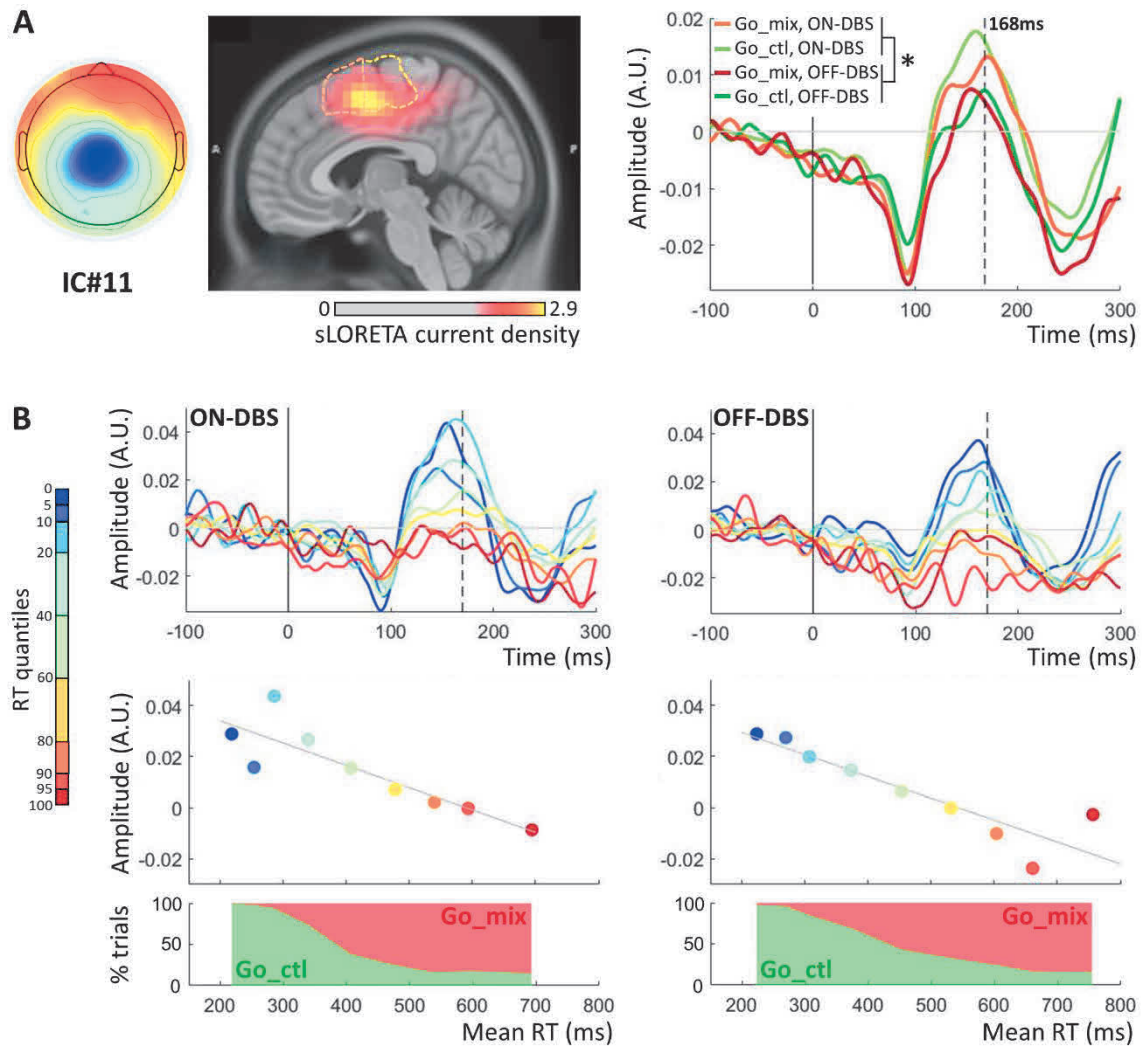 A
IC#11
A
P
0
2.9
sLORETA current density
Go_mix, ON-DBS
Go_ctl, ON-DBS
Go_mix, OFF-DBS
Go_ctl, OFF-DBS
*
168ms
Amplitude (A.U.)
0.02
0.01
0
-0.01
-0.02
-100 0 100 200 300
Time (ms)
B
RT quantiles
0
5
10
20
40
60
80
90
95
100
ON-DBS
Amplitude (A.U.)
0.04
0.02
0
-0.02
-100 0 100 200 300
Time (ms)
OFF-DBS
Amplitude (A.U.)
0.04
0.02
0
-0.02
-100 0 100 200 300
Time (ms)
Amplitude (A.U.)
0.04
0.02
0
-0.02
Amplitude (A.U.)
0.04
0.02
0
-0.02
% trials
100
50
0
Go_mix
Go_ctl
200 300 400 500 600 700 800
Mean RT (ms)
% trials
100
50
0
Go_mix
Go_ctl
200 300 400 500 600 700 800
Mean RT (ms)